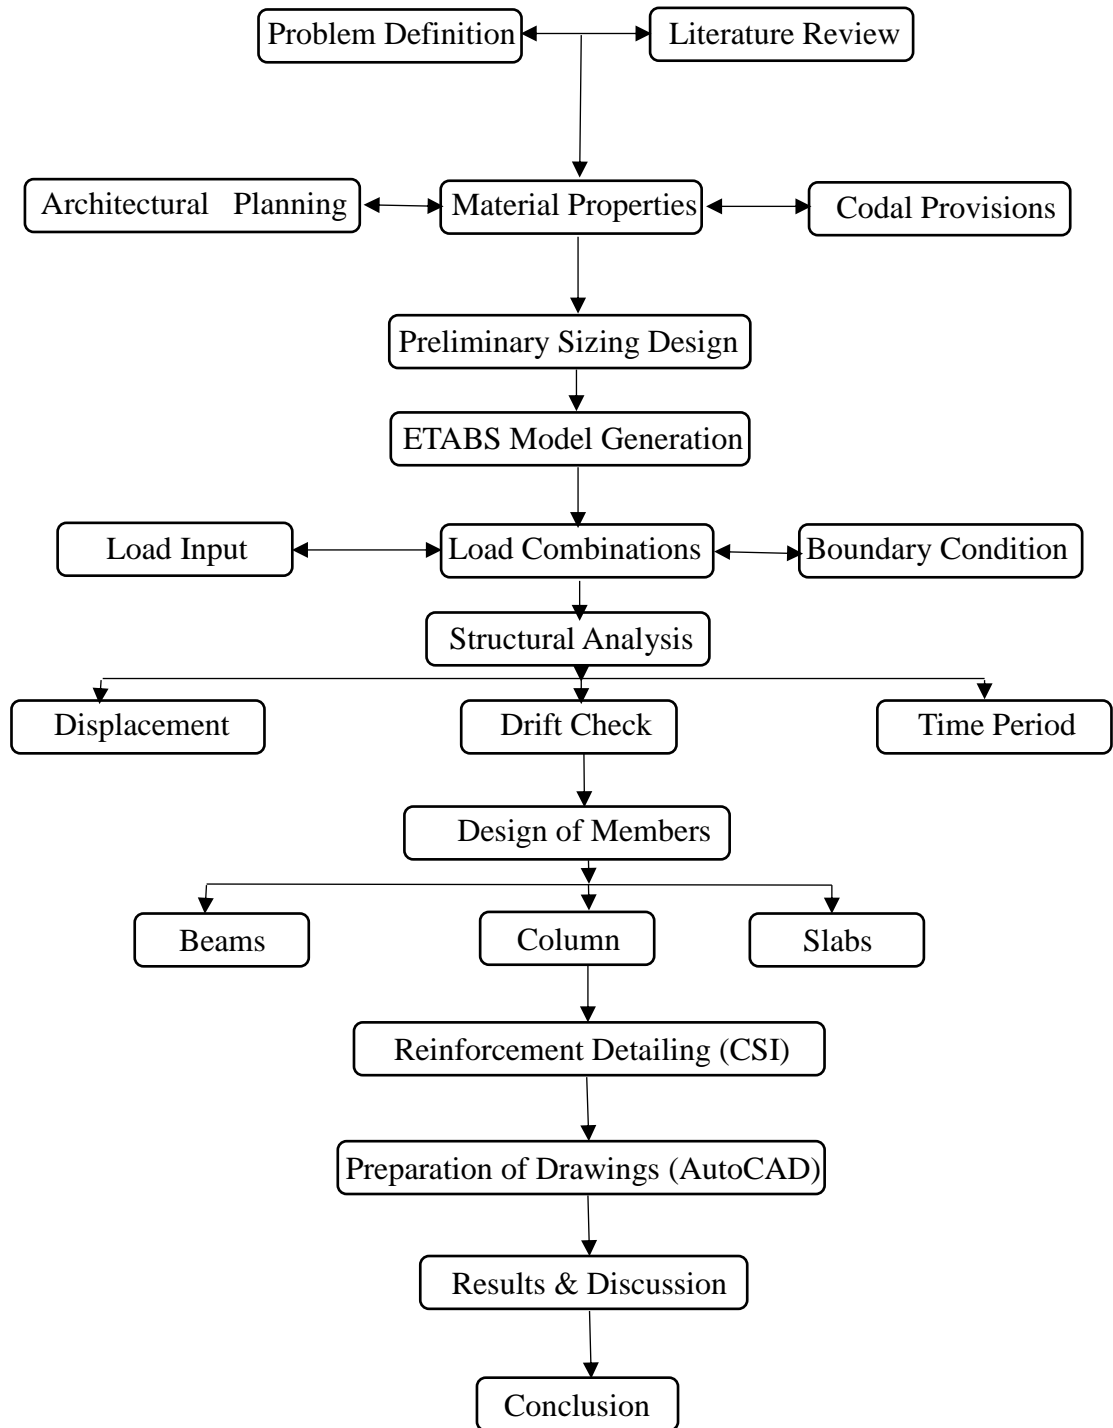 Problem Definition
Literature Review
Architectural Planning
Material Properties
Codal Provisions
Preliminary Sizing Design
ETABS Model Generation
Load Input
Load Combinations
Boundary Condition
Structural Analysis
Displacement
Drift Check
Time Period
Design of Members
Beams
Column
Slabs
Reinforcement Detailing (CSI)
Preparation of Drawings (AutoCAD)
Results & Discussion
Conclusion